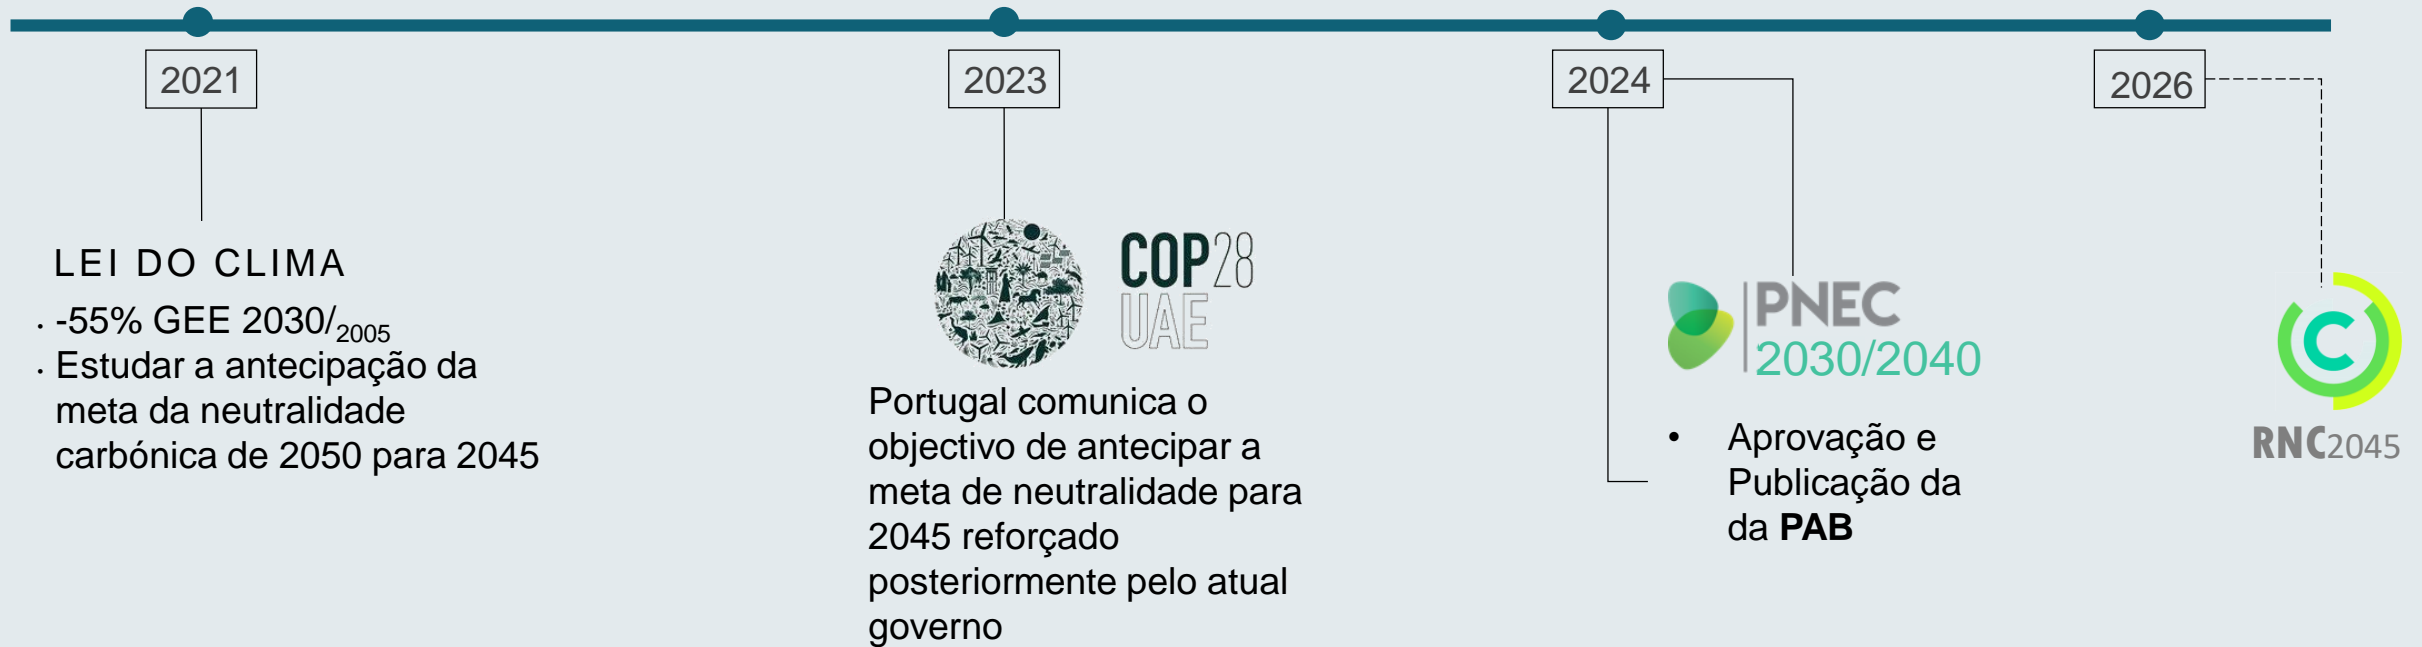 2021
2023
2024
2026
LEI DO CLIMA
• -55% GEE 2030/2005
• Estudar a antecipação da
meta da neutralidade
carbónica de 2050 para 2045
COP28
UAE
Portugal comunica o
objectivo de antecipar a
meta de neutralidade para
2045 reforçado
posteriormente pelo atual
governo
PNEC
2030/2040
• Aprovação e
Publicação da
da PAB
C
RNC2045